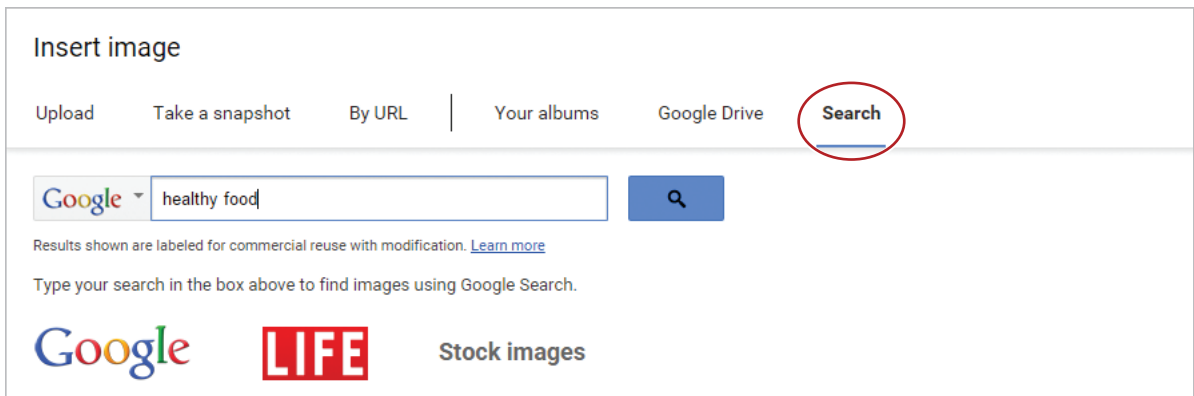 Insert image
Upload Take a snapshot By URL Your albums Google Drive Search
Google healthy food
Results shown are labeled for commercial reuse with modification. Learn more
Type your search in the box above to find images using Google Search.
Google LIFE Stock images